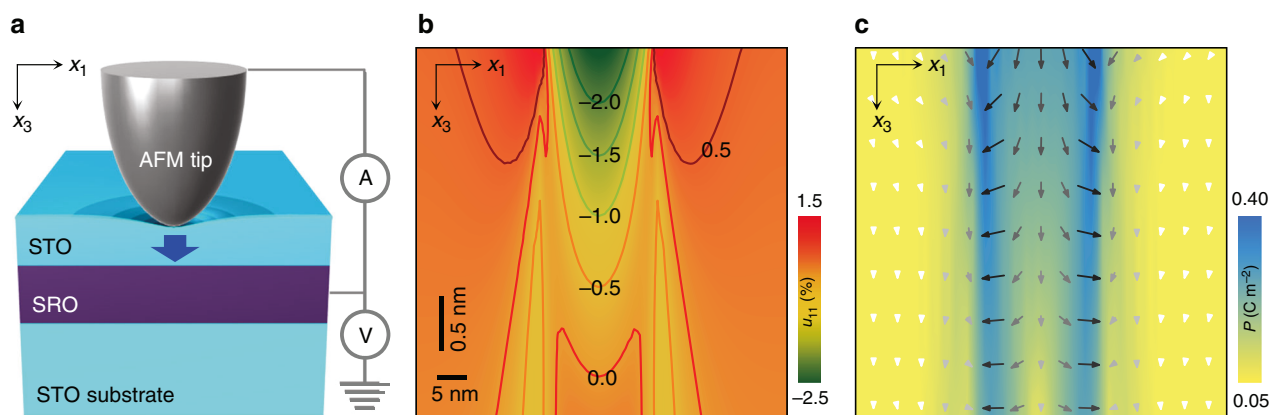 a
x1
x3
AFM tip
STO
SRO
STO substrate
A
V
b
x1
x3
−2.0
−1.5
−1.0
−0.5
0.0
0.5
0.5 nm
5 nm
1.5
u11 (%)
−2.5
c
x1
x3
0.40
P (C m−2)
0.05